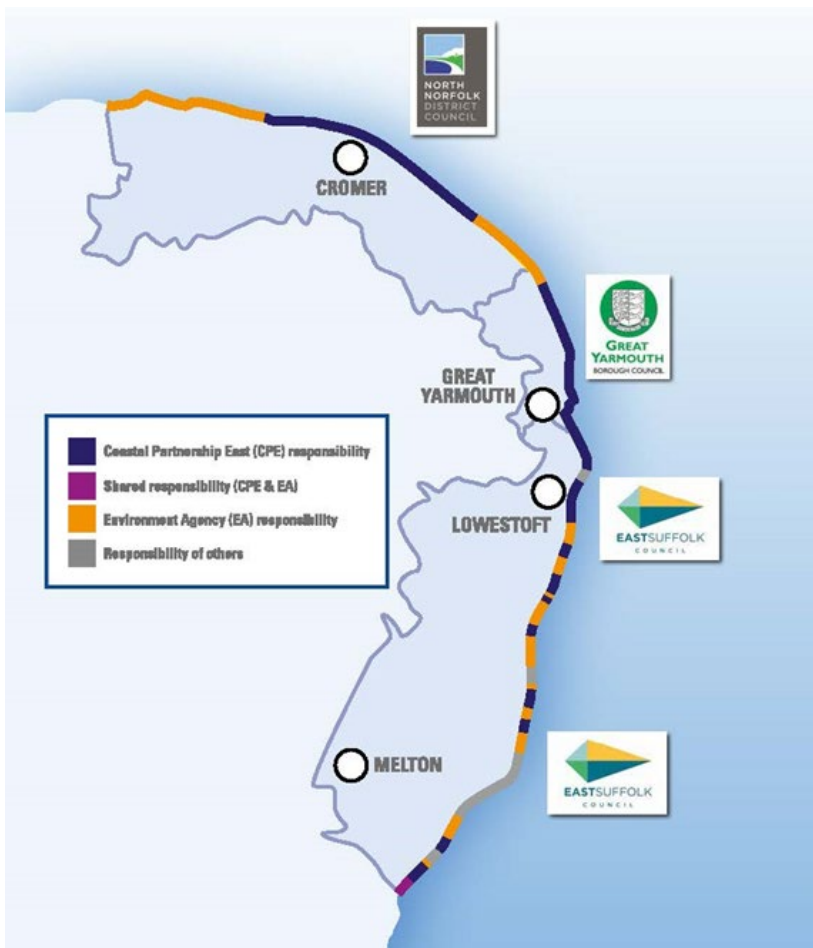 NORTH
NORFOLK
DISTRICT
COUNCIL
CROMER
GREAT
YARMOUTH
BOROUGH COUNCIL
GREAT
YARMOUTH
Coastal Partnership East (CPE) responsibility
Shared responsibility (CPE & EA)
Environment Agency (EA) responsibility
Responsibility of others
LOWESTOFT
EASTSUFFOLK
COUNCIL
MELTON
EASTSUFFOLK
COUNCIL